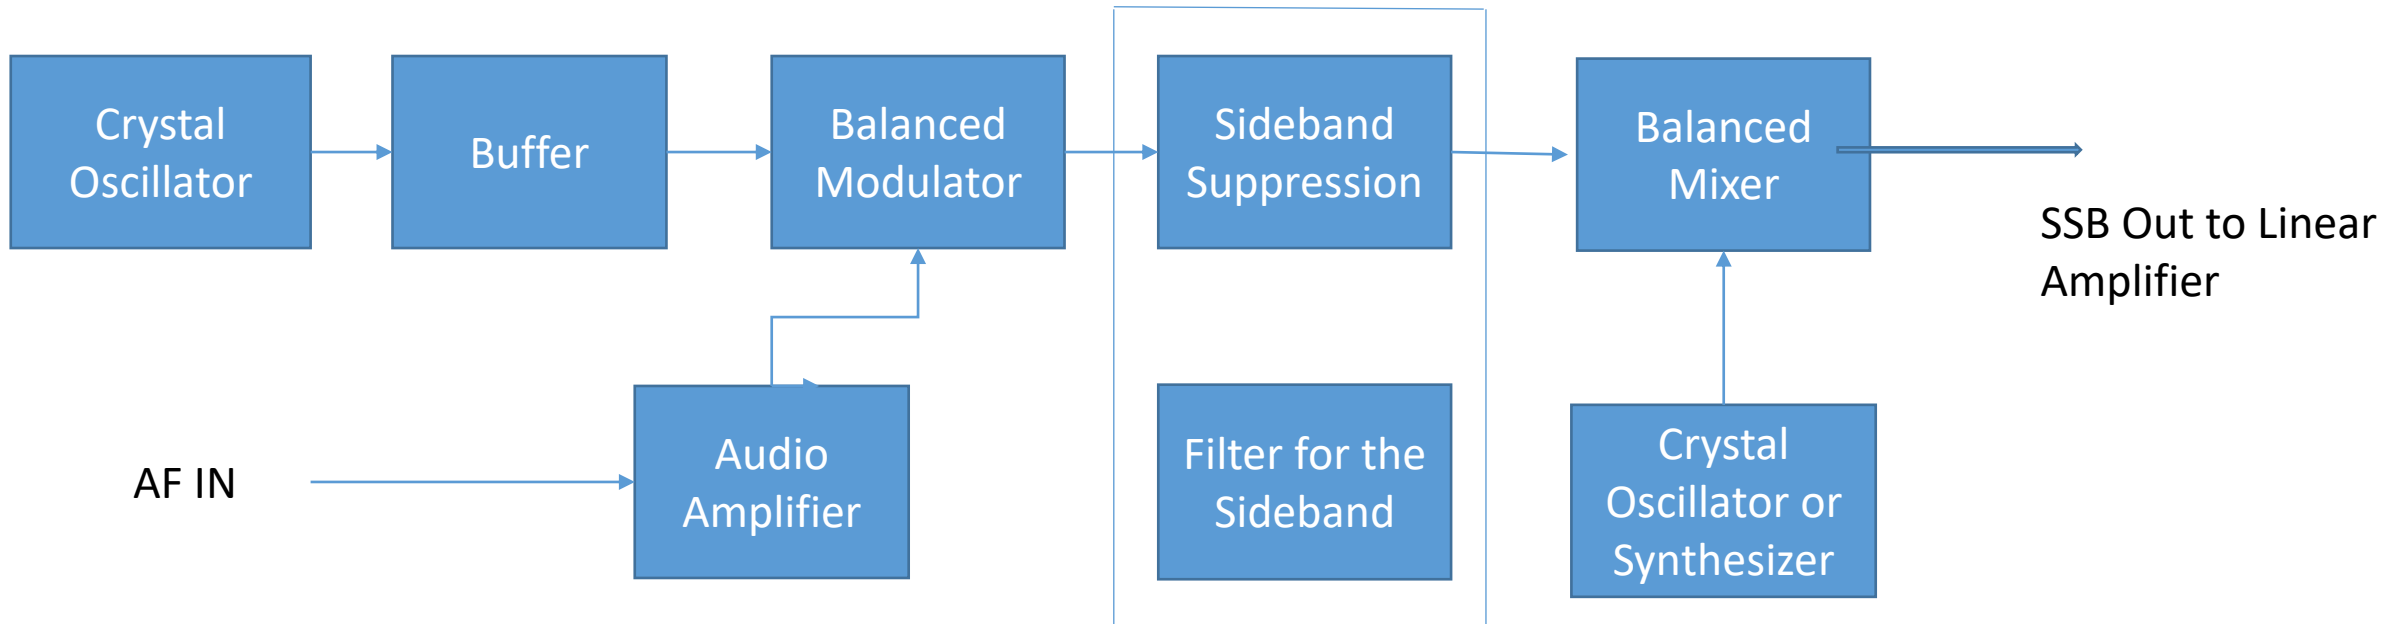 Crystal
Oscillator
Buffer
Balanced
Modulator
Sideband
Suppression
Balanced
Mixer
SSB Out to Linear
Amplifier
AF IN
Audio
Amplifier
Filter for the
Sideband
Crystal
Oscillator or
Synthesizer